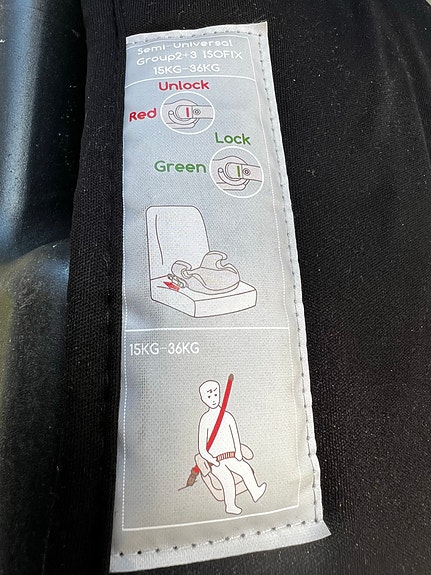 Semi-Universal
Group2+3 ISOFIX
15KG-36KG
Unlock
Red
Lock
Green
15KG-36KG